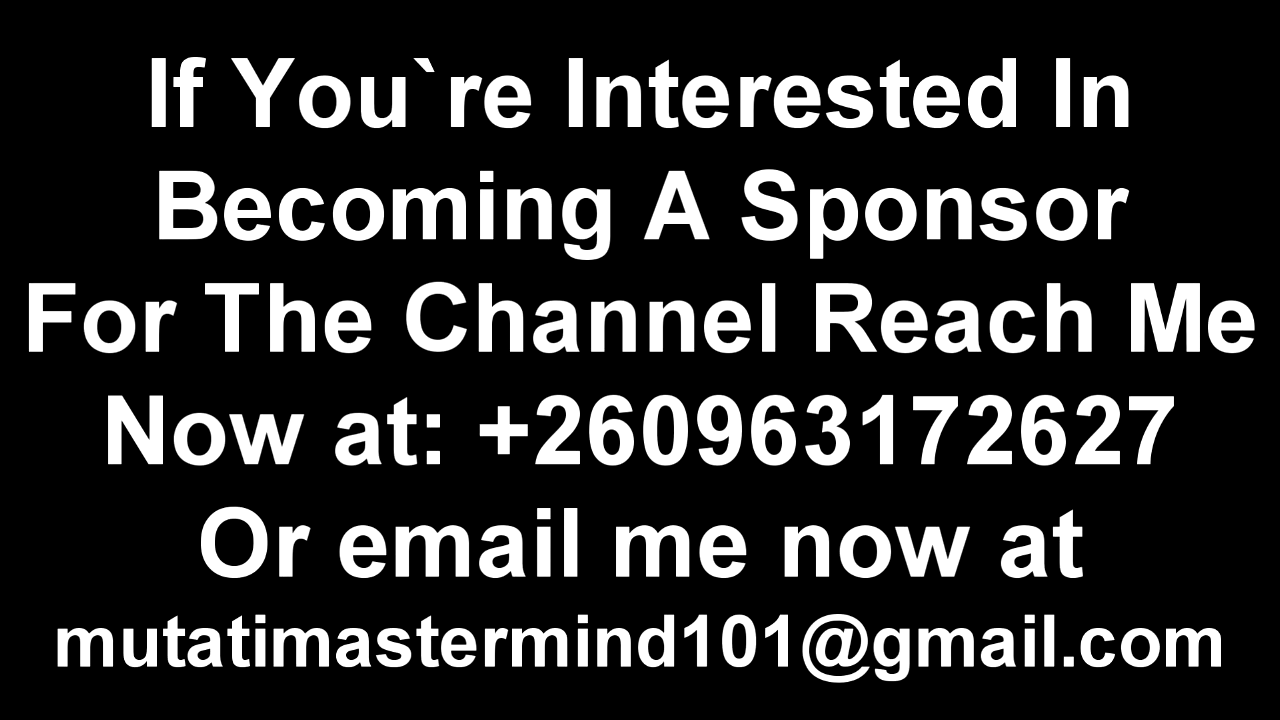 If You`re Interested In
Becoming A Sponsor
For The Channel Reach Me
Now at: +260963172627
Or email me now at
mutatimastermind101@gmail.com